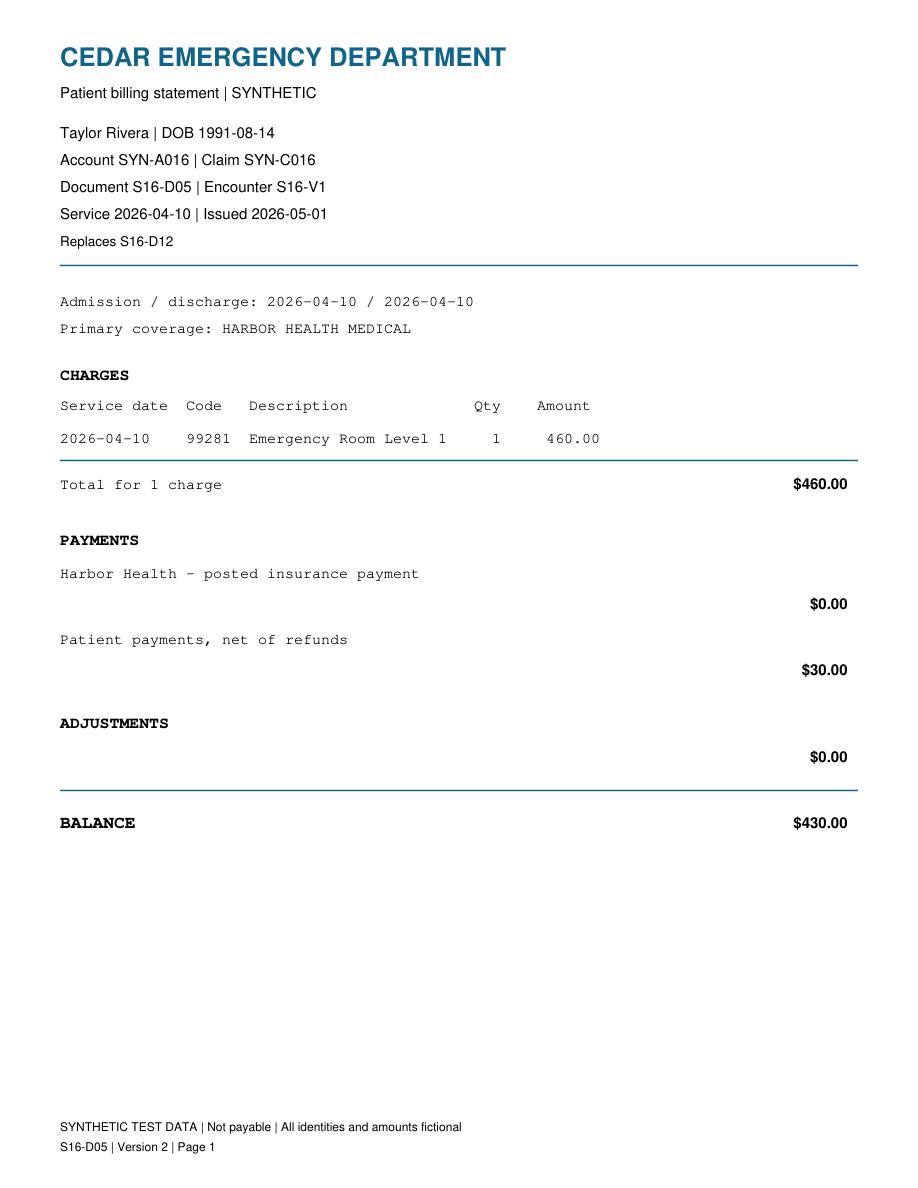 CEDAR EMERGENCY DEPARTMENT
Patient billing statement | SYNTHETIC
Taylor Rivera | DOB 1991-08-14
Account SYN-A016 | Claim SYN-C016
Document S16-D05 | Encounter S16-V1
Service 2026-04-10 | Issued 2026-05-01
Replaces S16-D12
Admission / discharge: 2026-04-10 / 2026-04-10
Primary coverage: HARBOR HEALTH MEDICAL
CHARGES
Service date Code Description Qty Amount
2026-04-10 99281 Emergency Room Level 1 1 460.00
Total for 1 charge $460.00
PAYMENTS
Harbor Health - posted insurance payment
$0.00
Patient payments, net of refunds
$30.00
ADJUSTMENTS
$0.00
BALANCE $430.00
SYNTHETIC TEST DATA | Not payable | All identities and amounts fictional
S16-D05 | Version 2 | Page 1